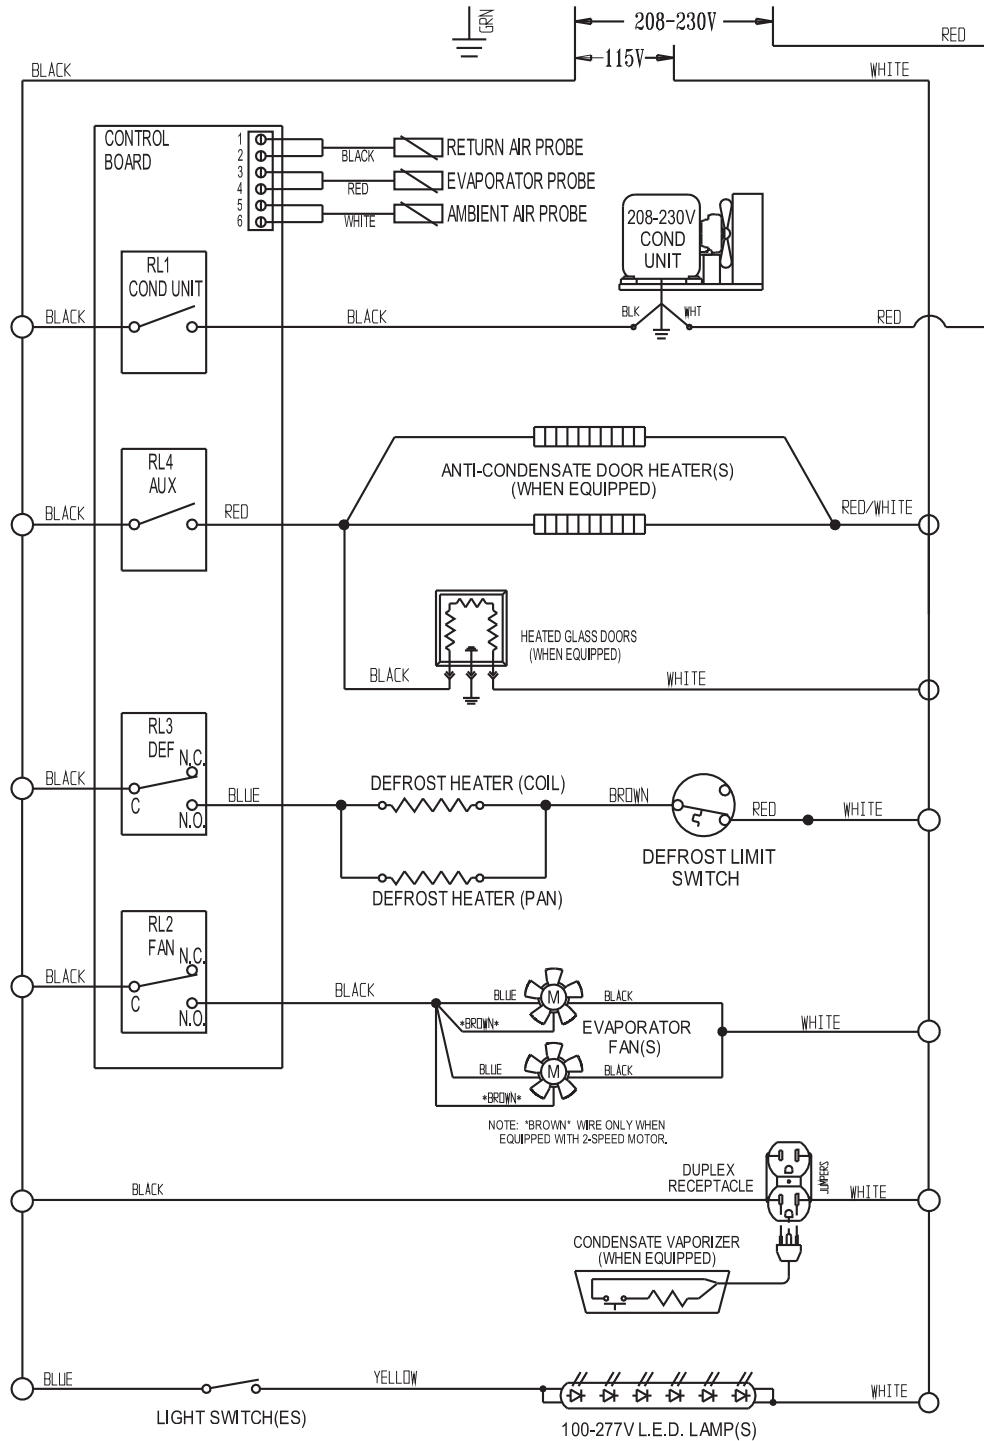 GRN
208-230V
RED
115V
BLACK
WHITE
CONTROL
BOARD
1
2
3
4
5
6
BLACK
RETURN AIR PROBE
RED
EVAPORATOR PROBE
WHITE
AMBIENT AIR PROBE
208-230V
COND
UNIT
RL1
COND UNIT
BLACK
BLACK
BLK
WHT
RED
RL4
AUX
BLACK
RED
ANTI-CONDENSATE DOOR HEATER(S)
(WHEN EQUIPPED)
RED/WHITE
HEATED GLASS DOORS
(WHEN EQUIPPED)
BLACK
WHITE
RL3
DEF
N.C.
BLACK
C
N.O.
BLUE
DEFROST HEATER (COIL)
BROWN
RED
WHITE
DEFROST LIMIT
SWITCH
DEFROST HEATER (PAN)
RL2
FAN
N.C.
BLACK
C
N.O.
BLACK
BLUE
M
BLACK
*BROWN*
EVAPORATOR
FAN(S)
WHITE
BLUE
M
BLACK
*BROWN*
NOTE: *BROWN* WIRE ONLY WHEN
EQUIPPED WITH 2-SPEED MOTOR.
BLACK
DUPLEX
RECEPTACLE
JUMPERS
WHITE
CONDENSATE VAPORIZER
(WHEN EQUIPPED)
BLUE
YELLOW
WHITE
LIGHT SWITCH(ES)
100-277V L.E.D. LAMP(S)